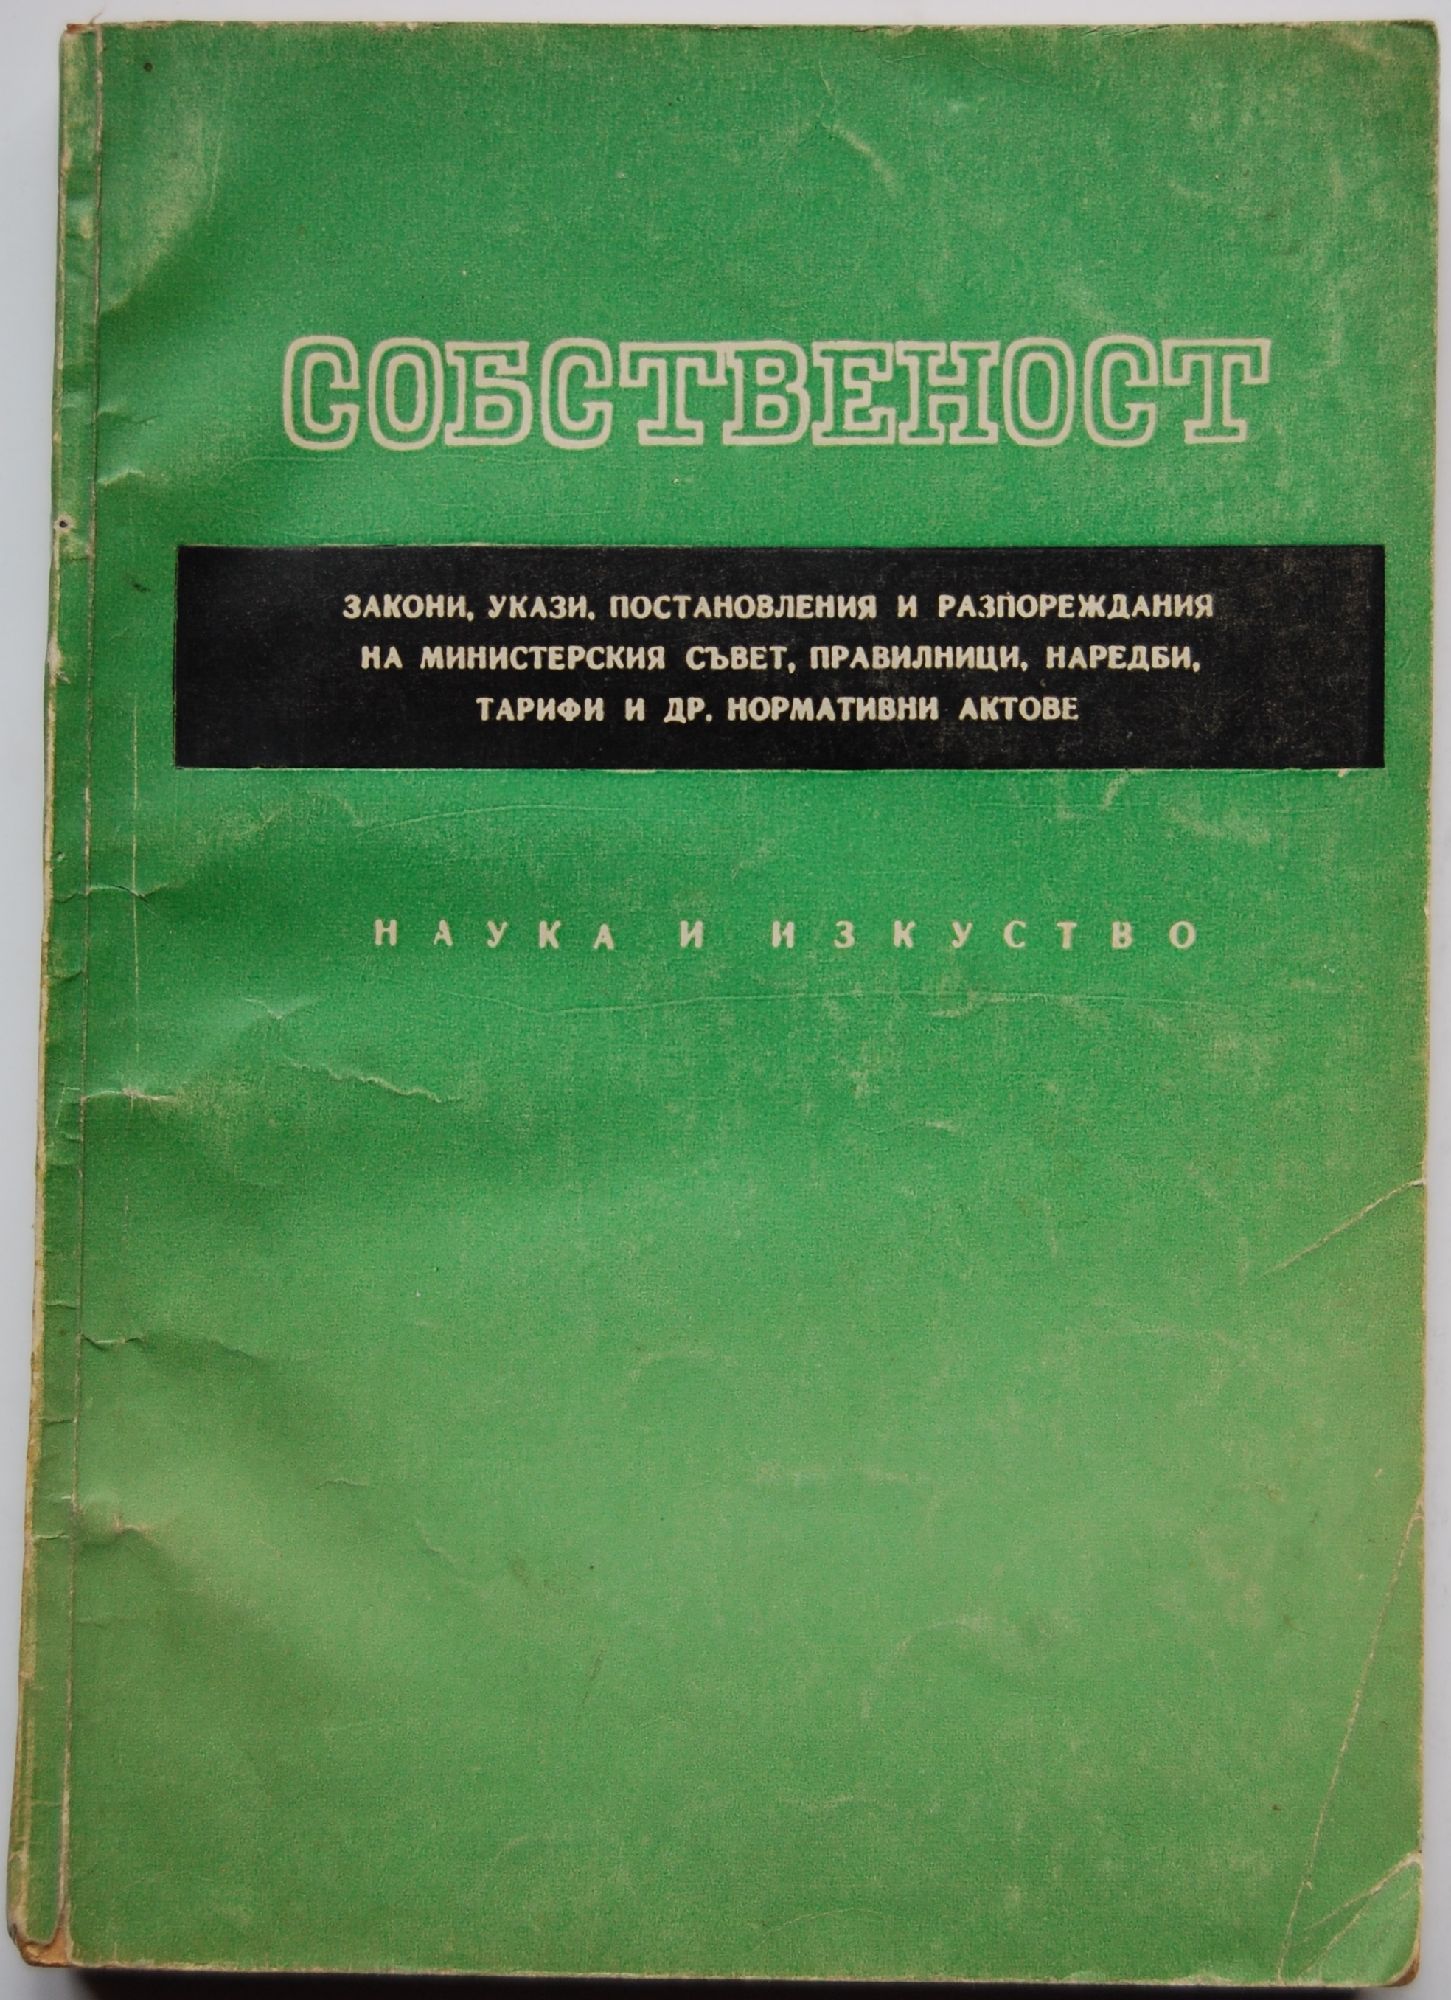 СОБСТВЕНОСТ
ЗАКОНИ, УКАЗИ, ПОСТАНОВЛЕНИЯ И РАЗПОРЕЖДАНИЯ
НА МИНИСТЕРСКИЯ СЪВЕТ, ПРАВИЛНИЦИ, НАРЕДБИ,
ТАРИФИ И ДР. НОРМАТИВНИ АКТОВЕ
НАУКА И ИЗКУСТВО